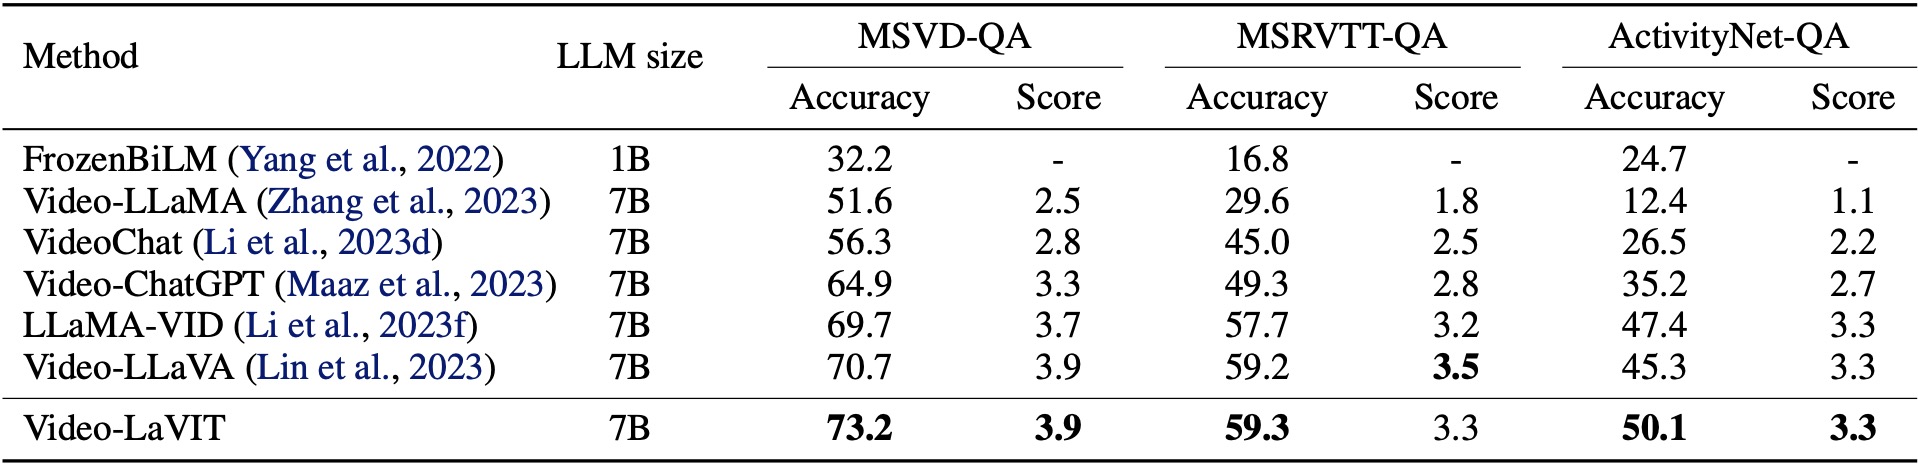 Method LLM size MSVD-QA MSRVTT-QA ActivityNet-QA
Accuracy Score Accuracy Score Accuracy Score
FrozenBiLM (Yang et al., 2022) 1B 32.2 - 16.8 - 24.7 -
Video-LLaMA (Zhang et al., 2023) 7B 51.6 2.5 29.6 1.8 12.4 1.1
VideoChat (Li et al., 2023d) 7B 56.3 2.8 45.0 2.5 26.5 2.2
Video-ChatGPT (Maaz et al., 2023) 7B 64.9 3.3 49.3 2.8 35.2 2.7
LLaMA-VID (Li et al., 2023f) 7B 69.7 3.7 57.7 3.2 47.4 3.3
Video-LLaVA (Lin et al., 2023) 7B 70.7 3.9 59.2 3.5 45.3 3.3
Video-LaVIT 7B 73.2 3.9 59.3 3.3 50.1 3.3